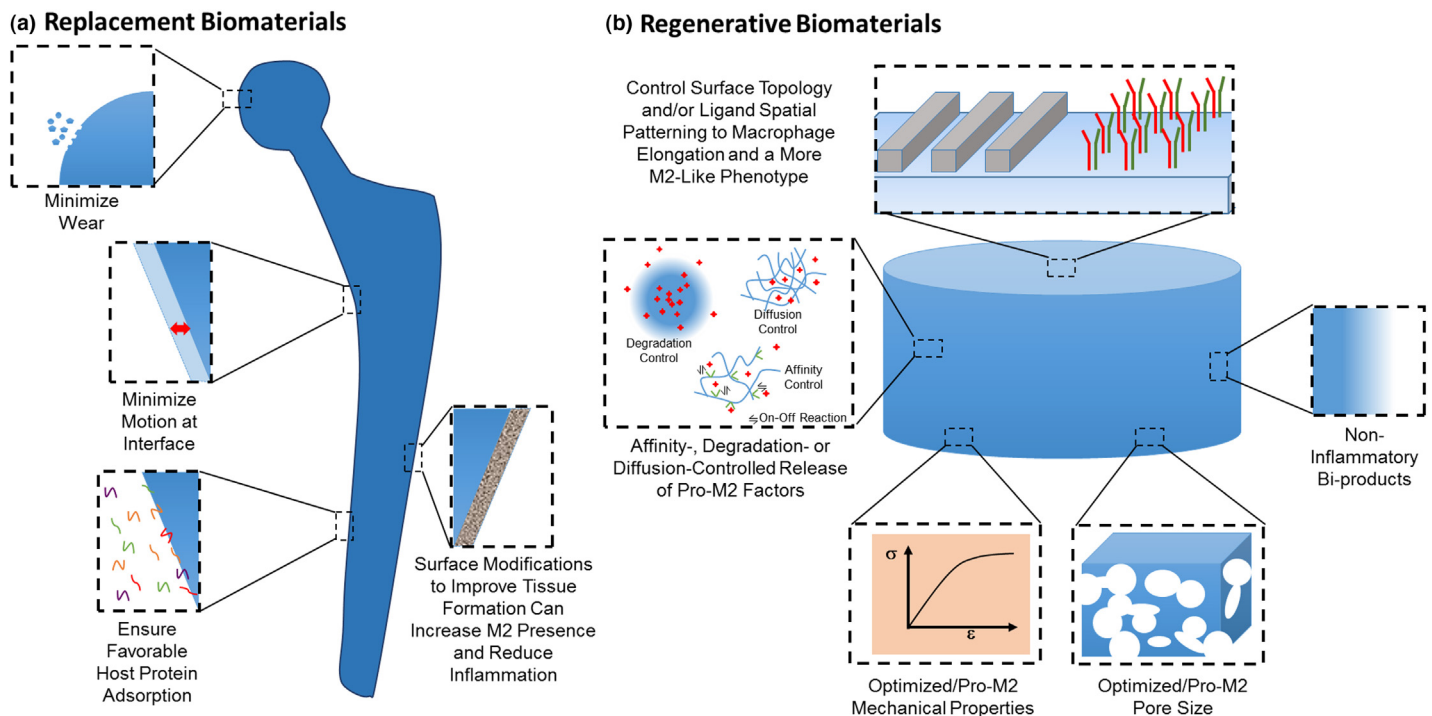 (a) Replacement Biomaterials
Minimize
Wear
Minimize
Motion at
Interface
Ensure
Favorable
Host Protein
Adsorption
Surface Modifications
to Improve Tissue
Formation Can
Increase M2 Presence
and Reduce
Inflammation
(b) Regenerative Biomaterials
Control Surface Topology
and/or Ligand Spatial
Patterning to Macrophage
Elongation and a More
M2-Like Phenotype
Degradation
Control
Diffusion
Control
Affinity
Control
⇋On-Off Reaction
Affinity-, Degradation- or
Diffusion-Controlled Release
of Pro-M2 Factors
Non-
Inflammatory
Bi-products
σ
ε
Optimized/Pro-M2
Mechanical Properties
Optimized/Pro-M2
Pore Size